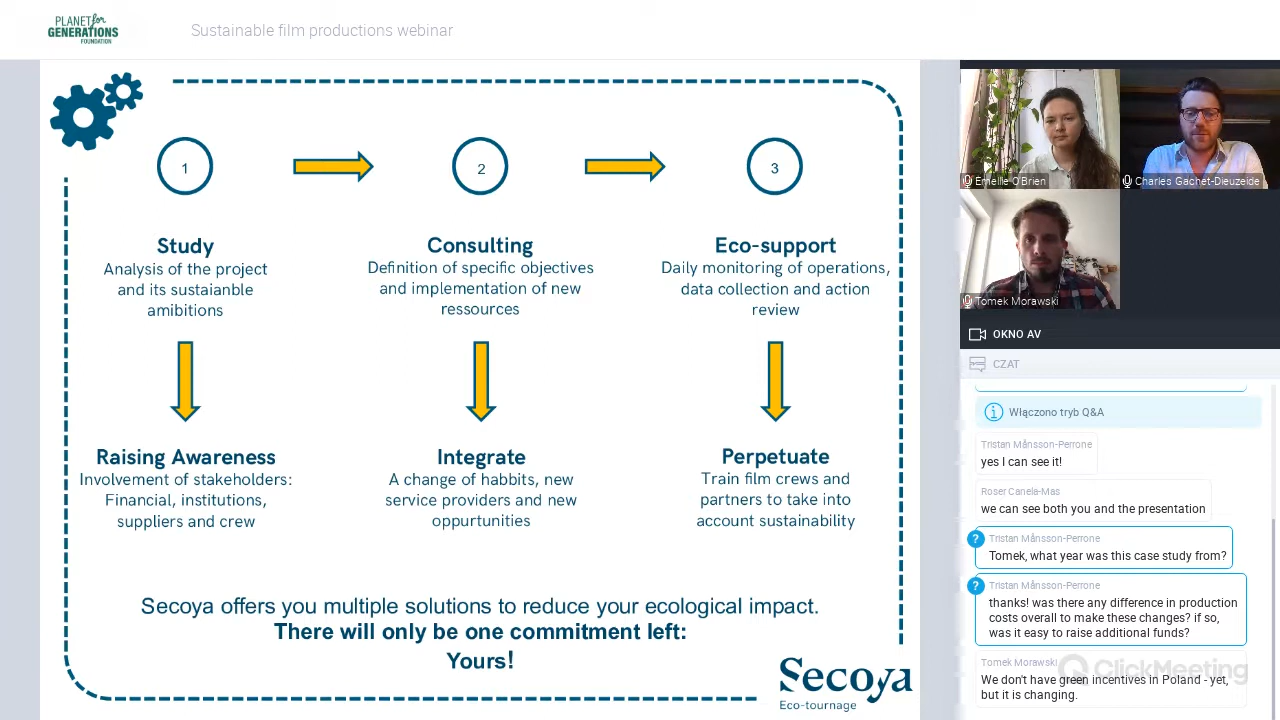 PLANET for
GENERATIONS
FOUNDATION
Sustainable film productions webinar
1
2
3
Study
Analysis of the project
and its sustaianble
amibitions
Consulting
Definition of specific objectives
and implementation of new
ressources
Eco-support
Daily monitoring of operations,
data collection and action
review
Raising Awareness
Involvement of stakeholders:
Financial, institutions,
suppliers and crew
Integrate
A change of habbits, new
service providers and new
oppurtunities
Perpetuate
Train film crews and
partners to take into
account sustainability
Secoya offers you multiple solutions to reduce your ecological impact.
There will only be one commitment left:
Yours!
Secoya
Eco-tournage
Emelie O'Brien
Charles Gachet-Dieuzeide
Tomek Morawski
OKNO AV
CZAT
Włączono tryb Q&A
Tristan Månsson-Perrone
yes I can see it!
Roser Canela-Mas
we can see both you and the presentation
?
Tristan Månsson-Perrone
Tomek, what year was this case study from?
?
Tristan Månsson-Perrone
thanks! was there any difference in production
costs overall to make these changes? if so,
was it easy to raise additional funds?
Tomek Morawski
We don't have green incentives in Poland - yet,
but it is changing.
ClickMeeting